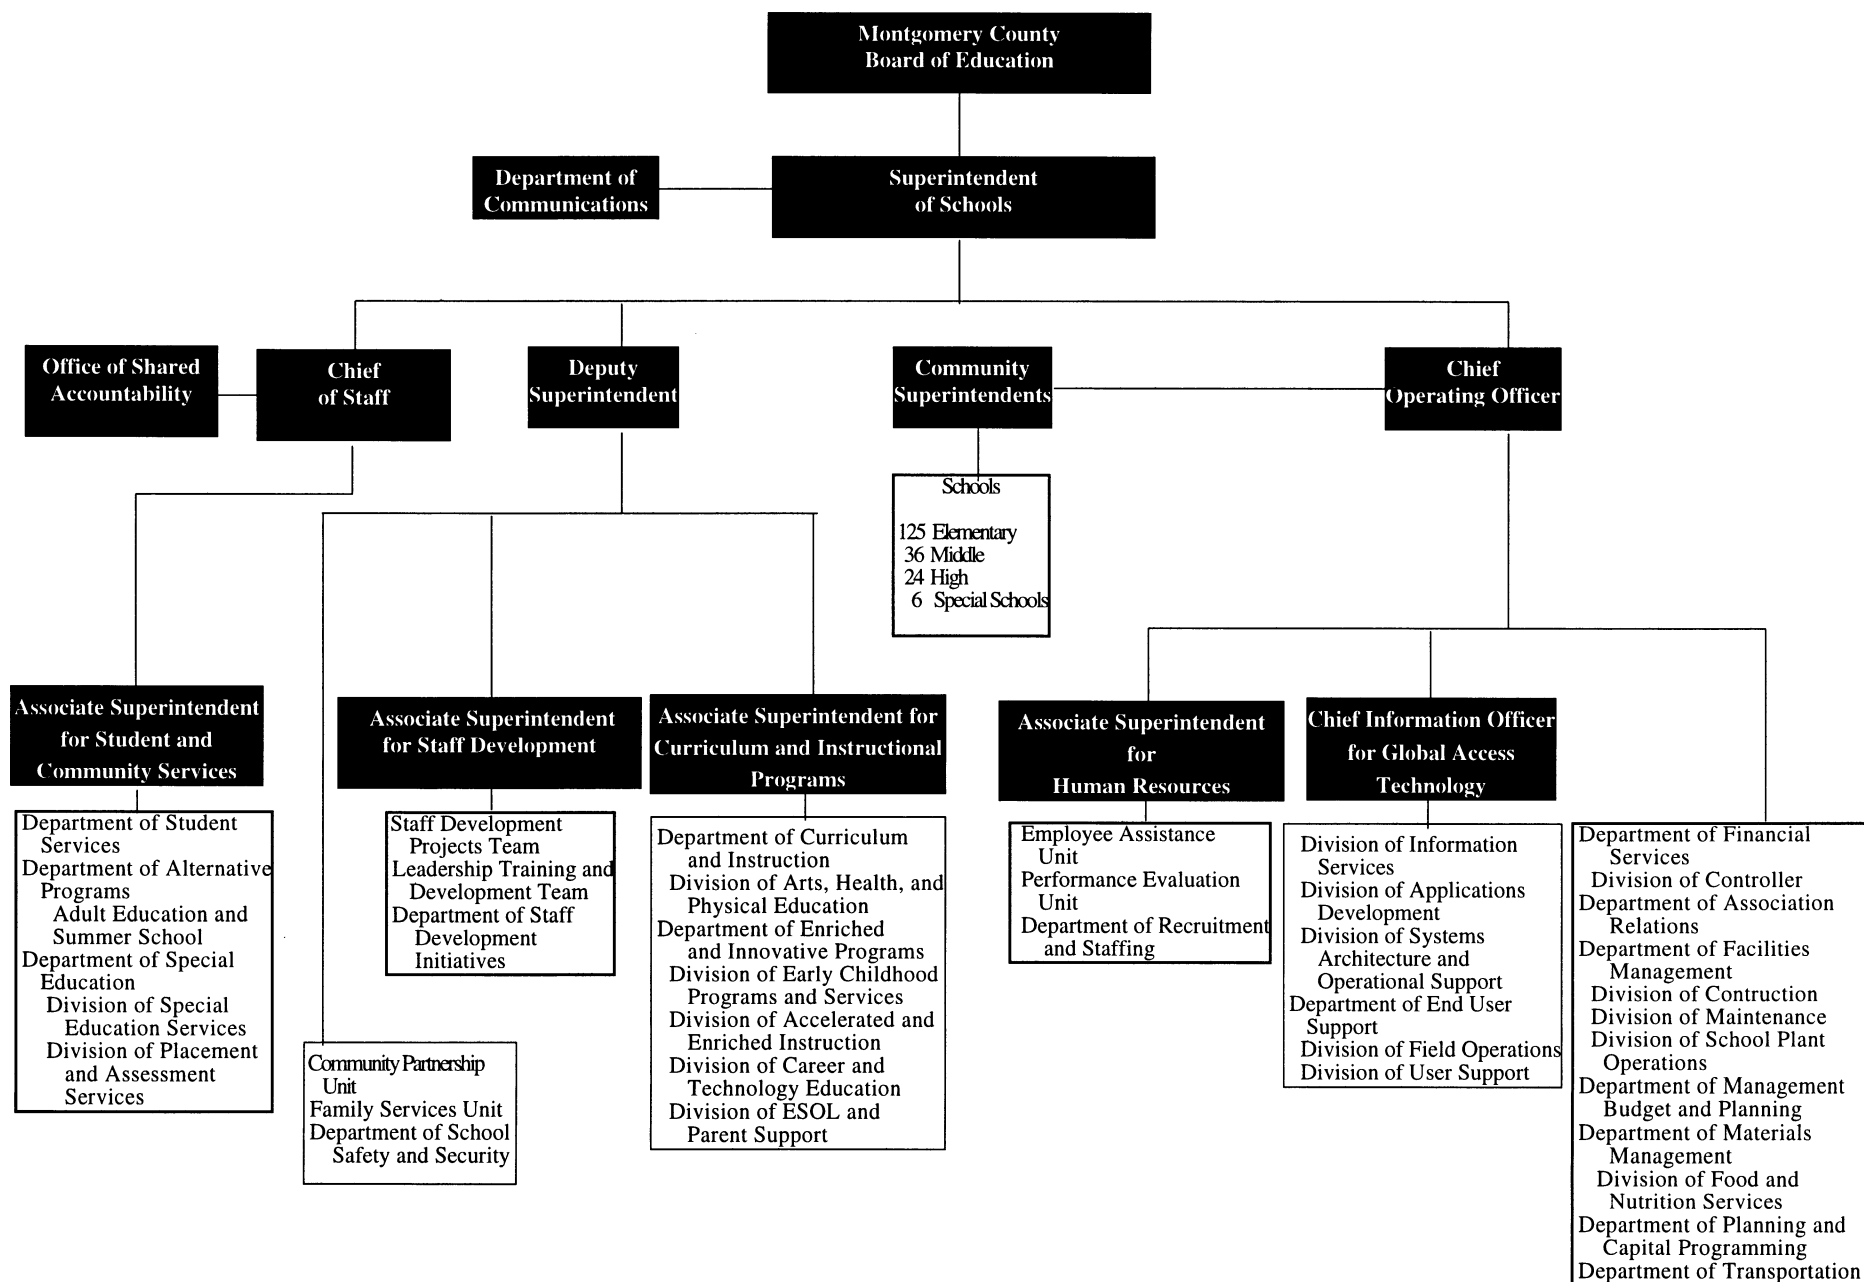 Montgomery County
Board of Education
Department of
Communications
Superintendent
of Schools
Office of Shared
Accountability
Chief
of Staff
Deputy
Superintendent
Community
Superintendents
Chief
Operating Officer
Schools
125 Elementary
36 Middle
24 High
6 Special Schools
Associate Superintendent
for Student and
Community Services
Department of Student
Services
Department of Alternative
Programs
Adult Education and
Summer School
Department of Special
Education
Division of Special
Education Services
Division of Placement
and Assessment
Services
Community Partnership
Unit
Family Services Unit
Department of School
Safety and Security
Associate Superintendent
for Staff Development
Staff Development
Projects Team
Leadership Training and
Development Team
Department of Staff
Development
Initiatives
Associate Superintendent for
Curriculum and Instructional
Programs
Department of Curriculum
and Instruction
Division of Arts, Health, and
Physical Education
Department of Enriched
and Innovative Programs
Division of Early Childhood
Programs and Services
Division of Accelerated and
Enriched Instruction
Division of Career and
Technology Education
Division of ESOL and
Parent Support
Associate Superintendent
for
Human Resources
Employee Assistance
Unit
Performance Evaluation
Unit
Department of Recruitment
and Staffing
Chief Information Officer
for Global Access
Technology
Division of Information
Services
Division of Applications
Development
Division of Systems
Architecture and
Operational Support
Department of End User
Support
Division of Field Operations
Division of User Support
Department of Financial
Services
Division of Controller
Department of Association
Relations
Department of Facilities
Management
Division of Contruction
Division of Maintenance
Division of School Plant
Operations
Department of Management
Budget and Planning
Department of Materials
Management
Division of Food and
Nutrition Services
Department of Planning and
Capital Programming
Department of Transportation